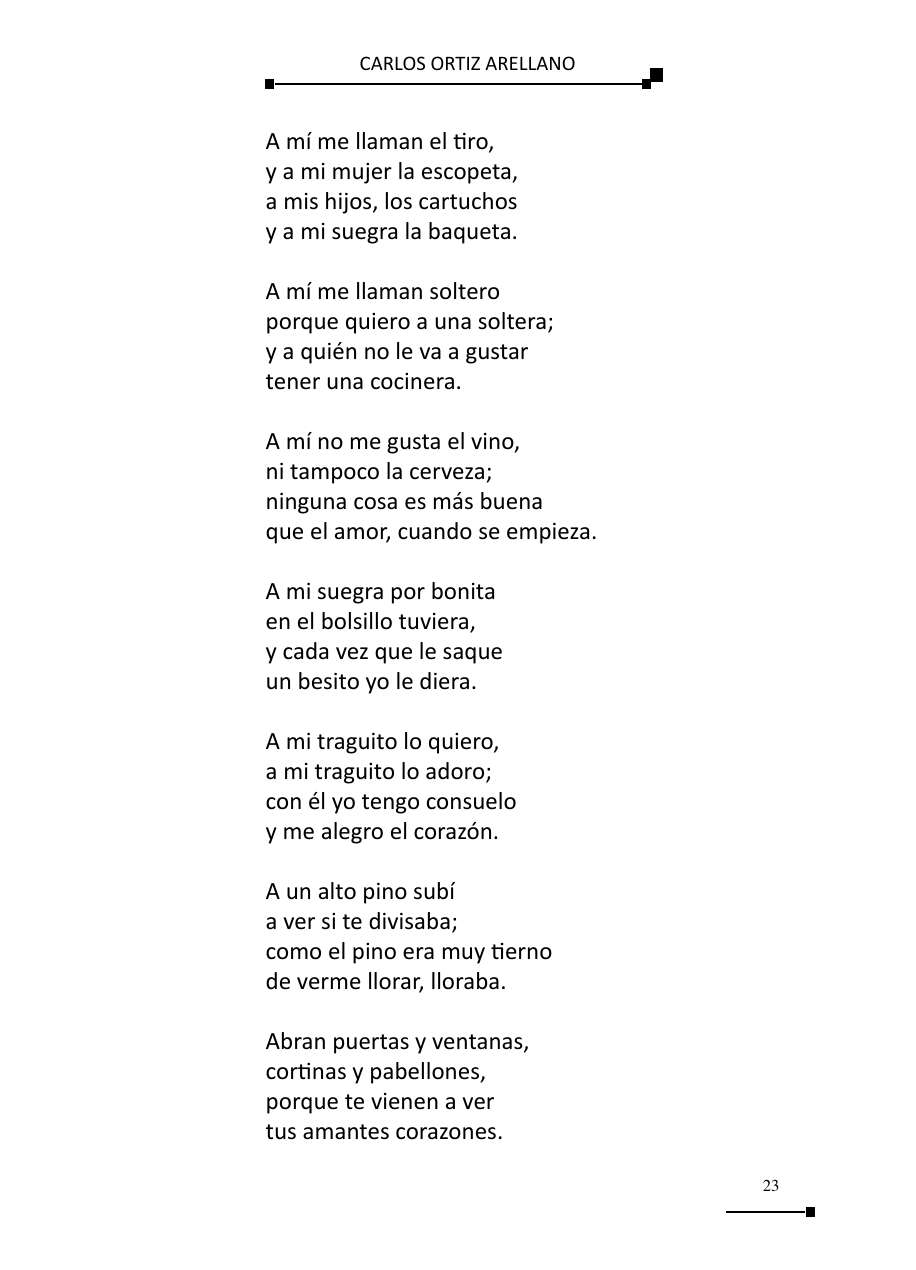 CARLOS ORTIZ ARELLANO
A mí me llaman el tiro,
y a mi mujer la escopeta,
a mis hijos, los cartuchos
y a mi suegra la baqueta.
A mí me llaman soltero
porque quiero a una soltera;
y a quién no le va a gustar
tener una cocinera.
A mí no me gusta el vino,
ni tampoco la cerveza;
ninguna cosa es más buena
que el amor, cuando se empieza.
A mi suegra por bonita
en el bolsillo tuviera,
y cada vez que le saque
un besito yo le diera.
A mi traguito lo quiero,
a mi traguito lo adoro;
con él yo tengo consuelo
y me alegro el corazón.
A un alto pino subí
a ver si te divisaba;
como el pino era muy tierno
de verme llorar, lloraba.
Abran puertas y ventanas,
cortinas y pabellones,
porque te vienen a ver
tus amantes corazones.
23